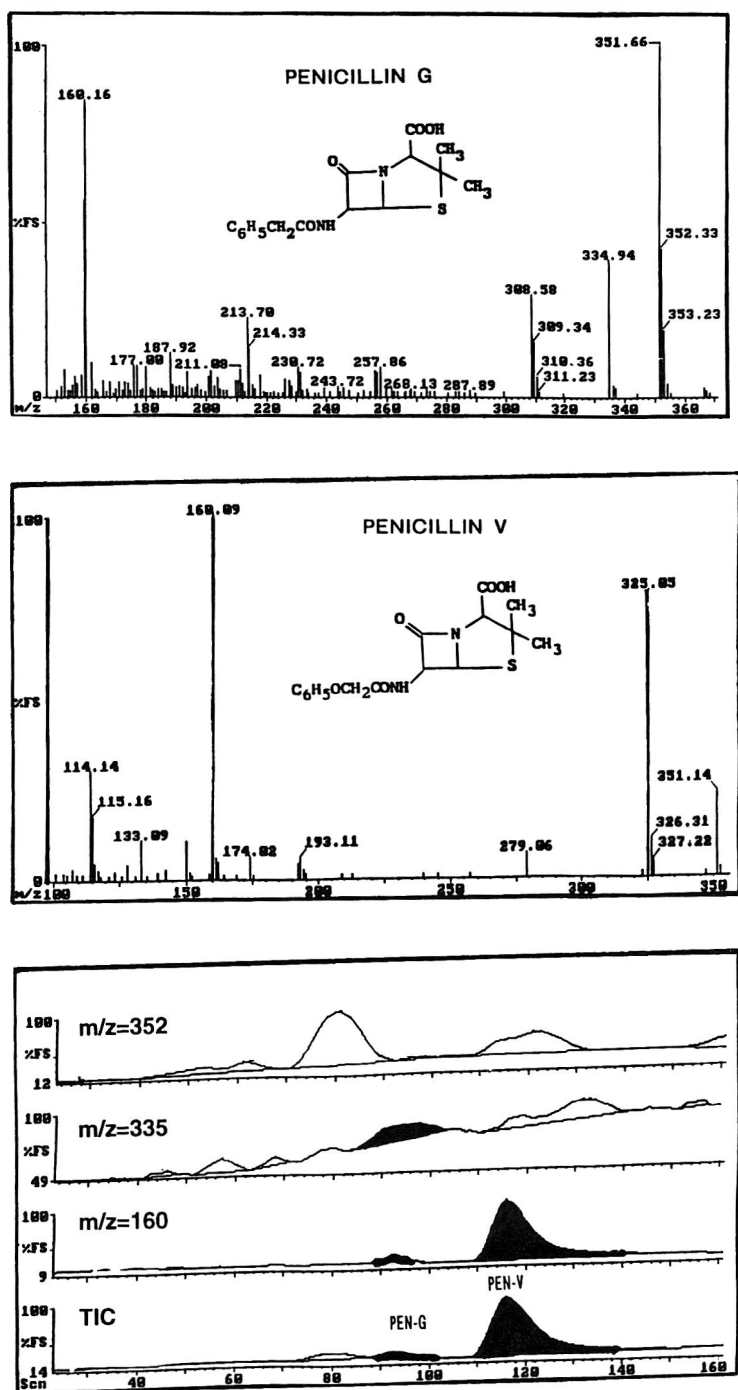 100
351.66
160.16
PENICILLIN G
COOH
CH3
O
N
CH3
S
C6H5CH2CONH
%FS
352.33
334.94
308.58
353.23
213.70
309.34
214.33
187.92
177.00
211.08
230.72
257.86
310.36
243.72
268.13
287.89
311.23
0
m/z
160 180 200 220 240 260 280 300 320 340 360
160.09
100
PENICILLIN V
COOH
325.05
CH3
O
N
CH3
S
C6H5OCH2CONH
%FS
114.14
351.14
115.16
133.09
326.31
174.02
193.11
279.06
327.22
0
m/z100 150 200 250 300 350
100
m/z=352
%FS
12
100
m/z=335
%FS
49
100
m/z=160
%FS
9
PEN-V
100
TIC
PEN-G
%FS
14
Scn 40 60 80 100 120 140 160